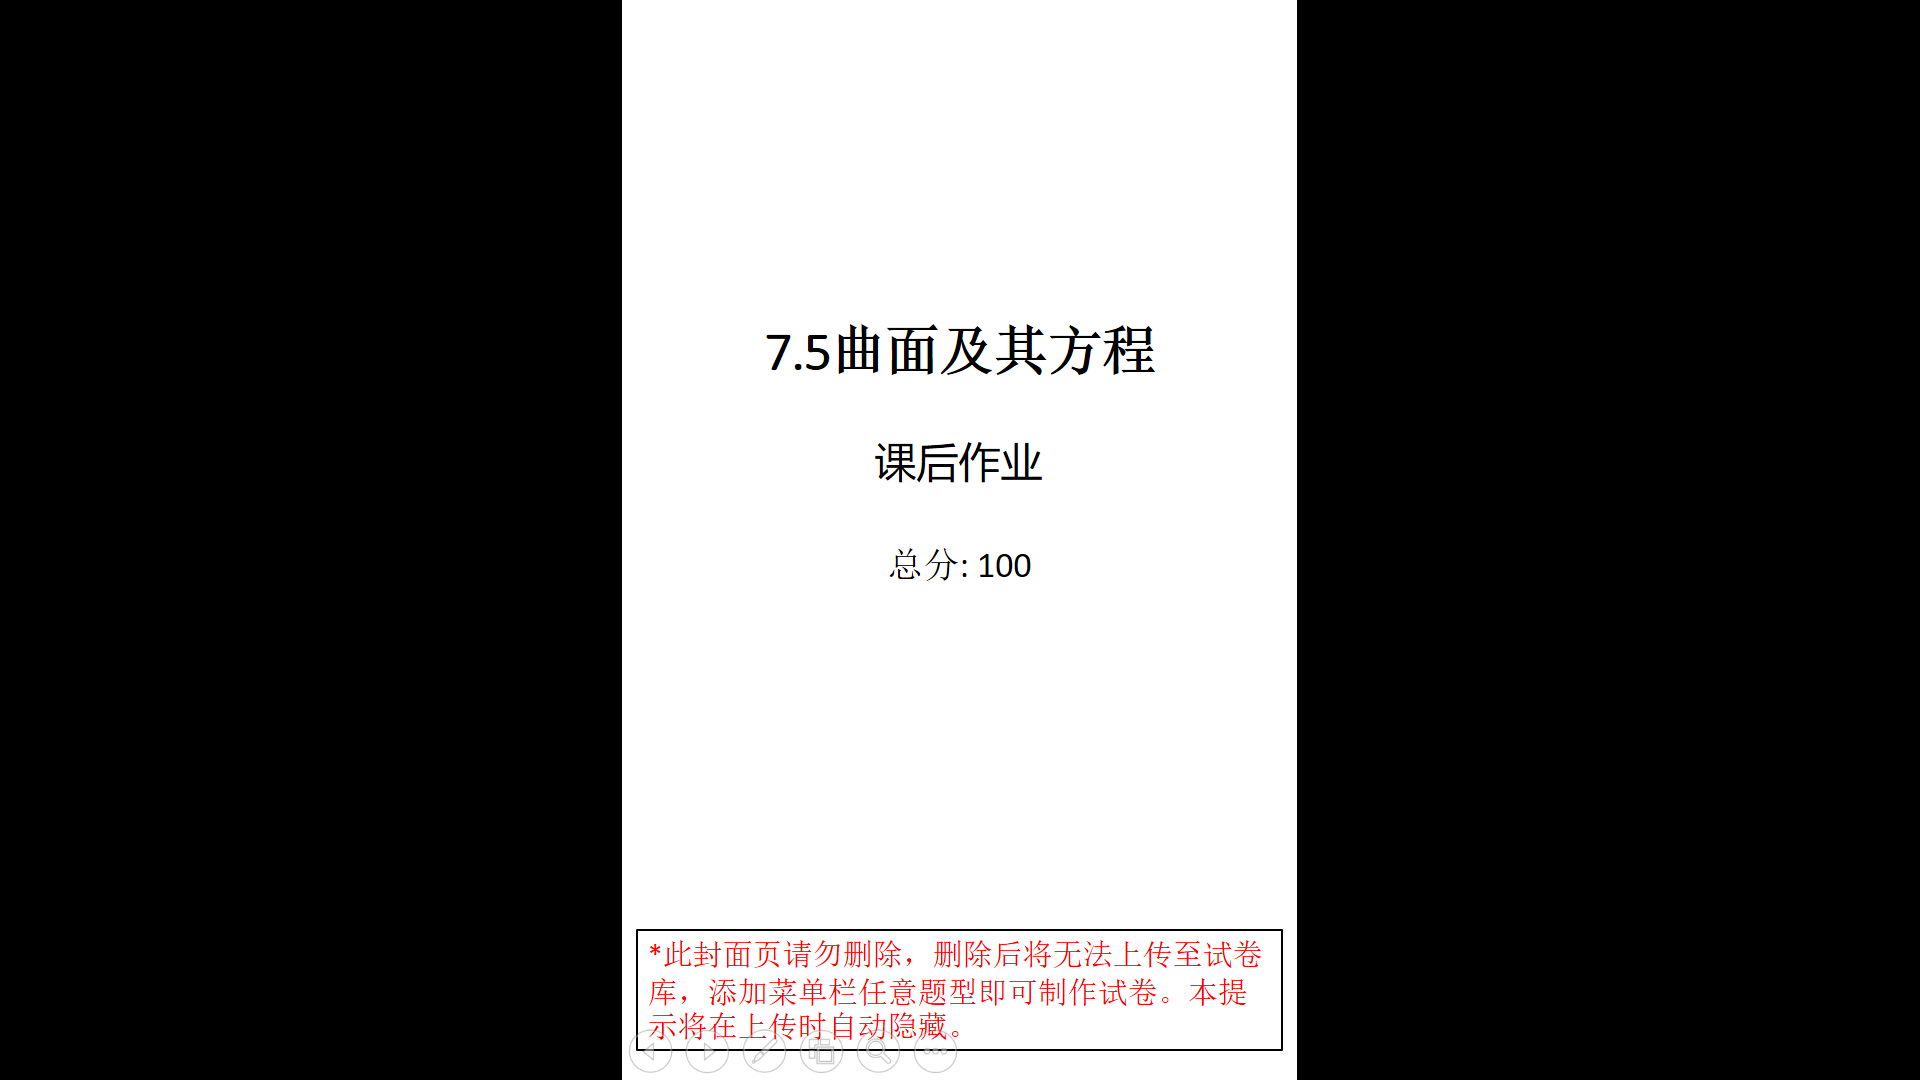 7.5曲面及其方程
课后作业
总分: 100
*此封面页请勿删除，删除后将无法上传至试卷
库，添加菜单栏任意题型即可制作试卷。本提
示将在上传时自动隐藏。